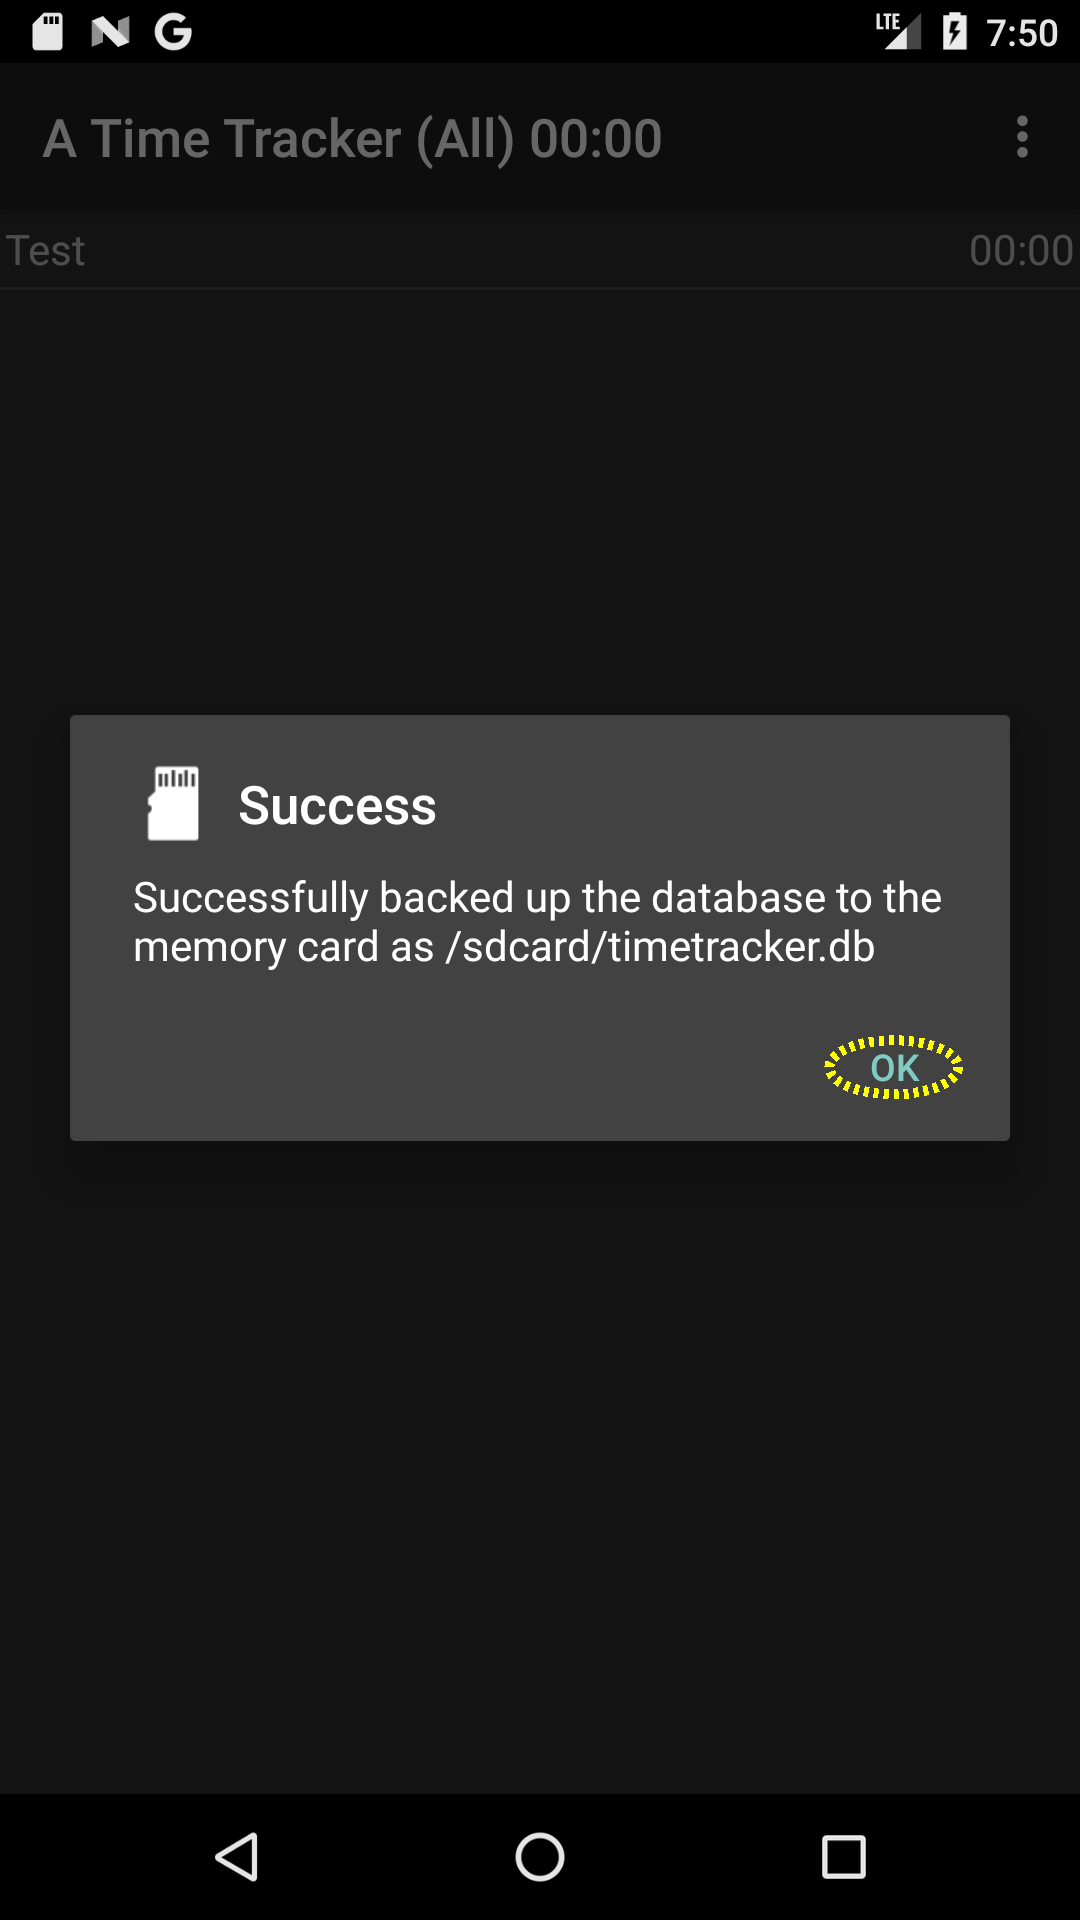 LTE 7:50
A Time Tracker (All) 00:00
Test 00:00
Success
Successfully backed up the database to the
memory card as /sdcard/timetracker.db
OK